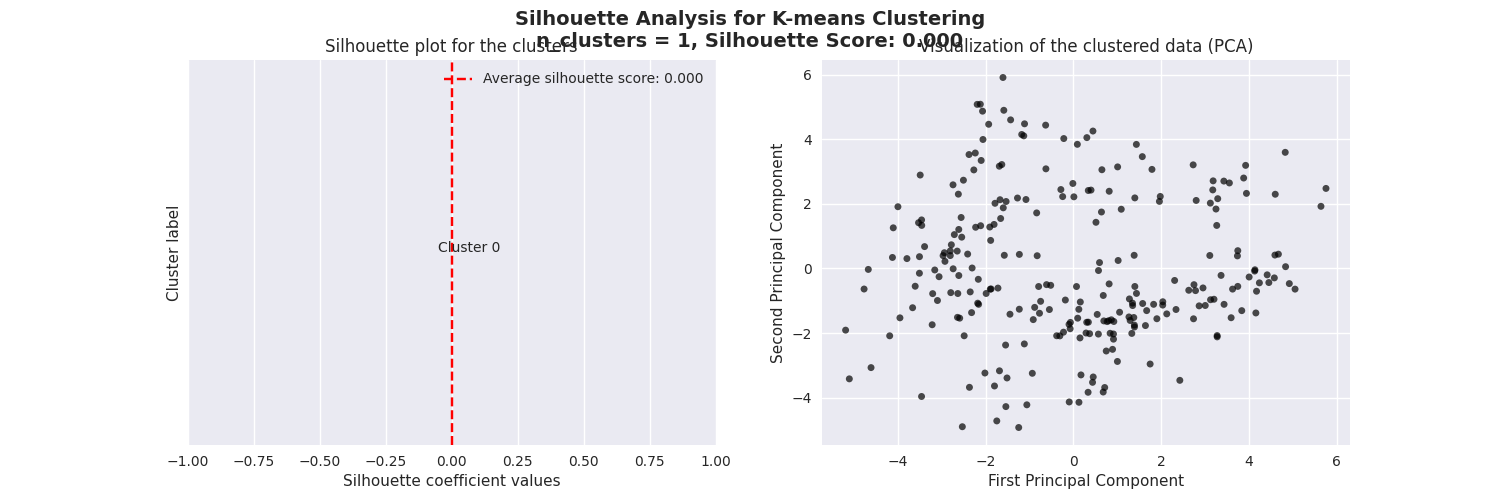 Silhouette Analysis for K-means Clustering
n_clusters = 1, Silhouette Score: 0.000
Silhouette plot for the clusters
Average silhouette score: 0.000
Cluster label
Cluster 0
−1.00 −0.75 −0.50 −0.25 0.00 0.25 0.50 0.75 1.00
Silhouette coefficient values
Visualization of the clustered data (PCA)
Second Principal Component
6
4
2
0
−2
−4
−4 −2 0 2 4 6
First Principal Component